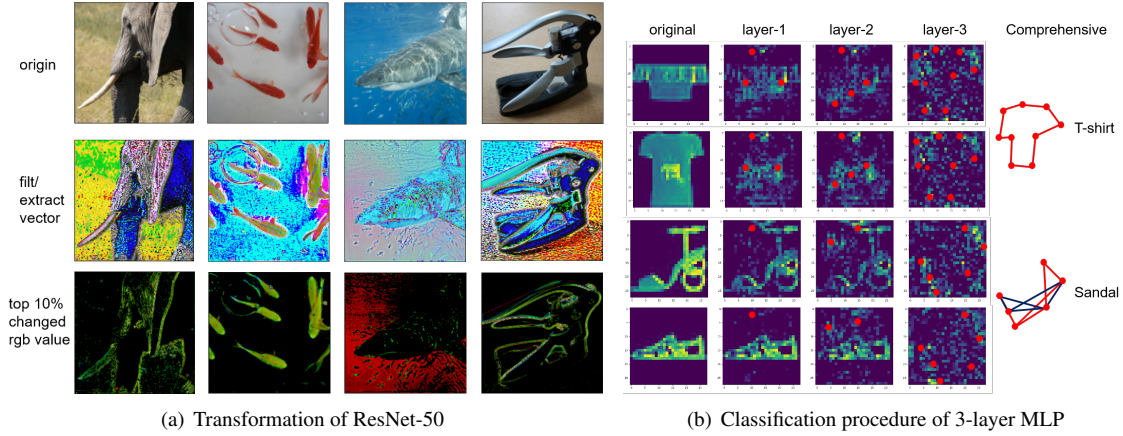 original layer-1 layer-2 layer-3 Comprehensive
origin
T-shirt
filt/
extract
vector
top 10%
changed
rgb value
Sandal
(a) Transformation of ResNet-50
(b) Classification procedure of 3-layer MLP